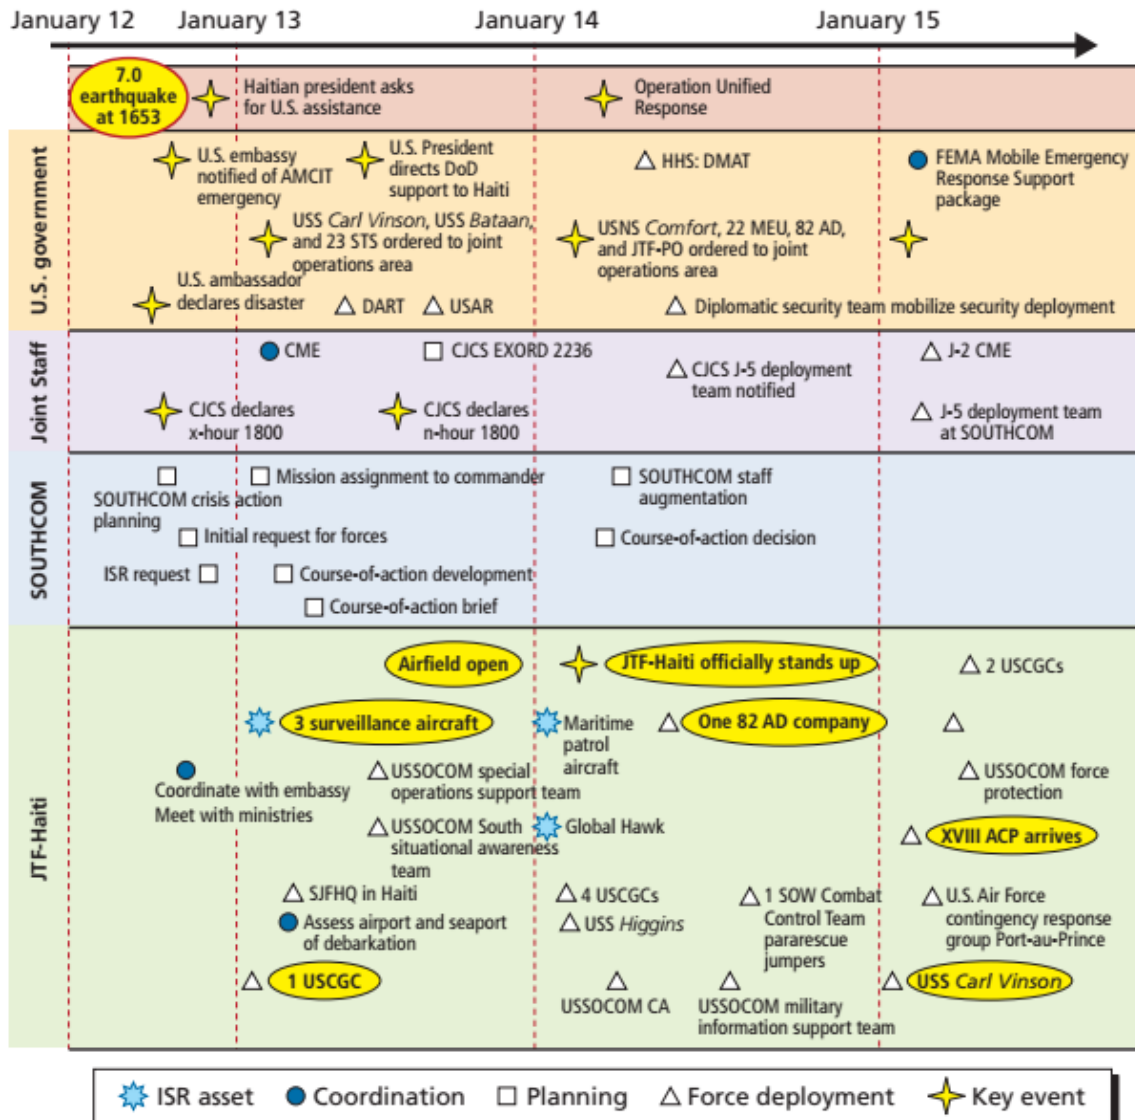 January 12
January 13
January 14
January 15
7.0
earthquake
at 1653
Haitian president asks
for U.S. assistance
Operation Unified
Response
U.S. government
U.S. embassy
notified of AMCIT
emergency
U.S. President
directs DoD
support to Haiti
HHS: DMAT
FEMA Mobile Emergency
Response Support
package
USS Carl Vinson, USS Bataan,
and 23 STS ordered to joint
operations area
USNS Comfort, 22 MEU, 82 AD,
and JTF-PO ordered to joint
operations area
U.S. ambassador
declares disaster
DART
USAR
Diplomatic security team mobilize security deployment
Joint Staff
CME
CJCS EXORD 2236
CJCS J-5 deployment
team notified
J-2 CME
CJCS declares
x-hour 1800
CJCS declares
n-hour 1800
J-5 deployment team
at SOUTHCOM
SOUTHCOM
SOUTHCOM crisis action
planning
Mission assignment to commander
SOUTHCOM staff
augmentation
Initial request for forces
Course-of-action decision
ISR request
Course-of-action development
Course-of-action brief
JTF-Haiti
Airfield open
JTF-Haiti officially stands up
2 USCGCs
3 surveillance aircraft
Maritime
patrol
aircraft
One 82 AD company
Coordinate with embassy
Meet with ministries
USSOCOM special
operations support team
USSOCOM force
protection
USSOCOM South
situational awareness
team
Global Hawk
XVIII ACP arrives
SJFHQ in Haiti
4 USCGCs
1 SOW Combat
Control Team
pararescue
jumpers
U.S. Air Force
contingency response
group Port-au-Prince
Assess airport and seaport
of debarkation
USS Higgins
1 USCGC
USSOCOM CA
USSOCOM military
information support team
USS Carl Vinson
ISR asset
Coordination
Planning
Force deployment
Key event